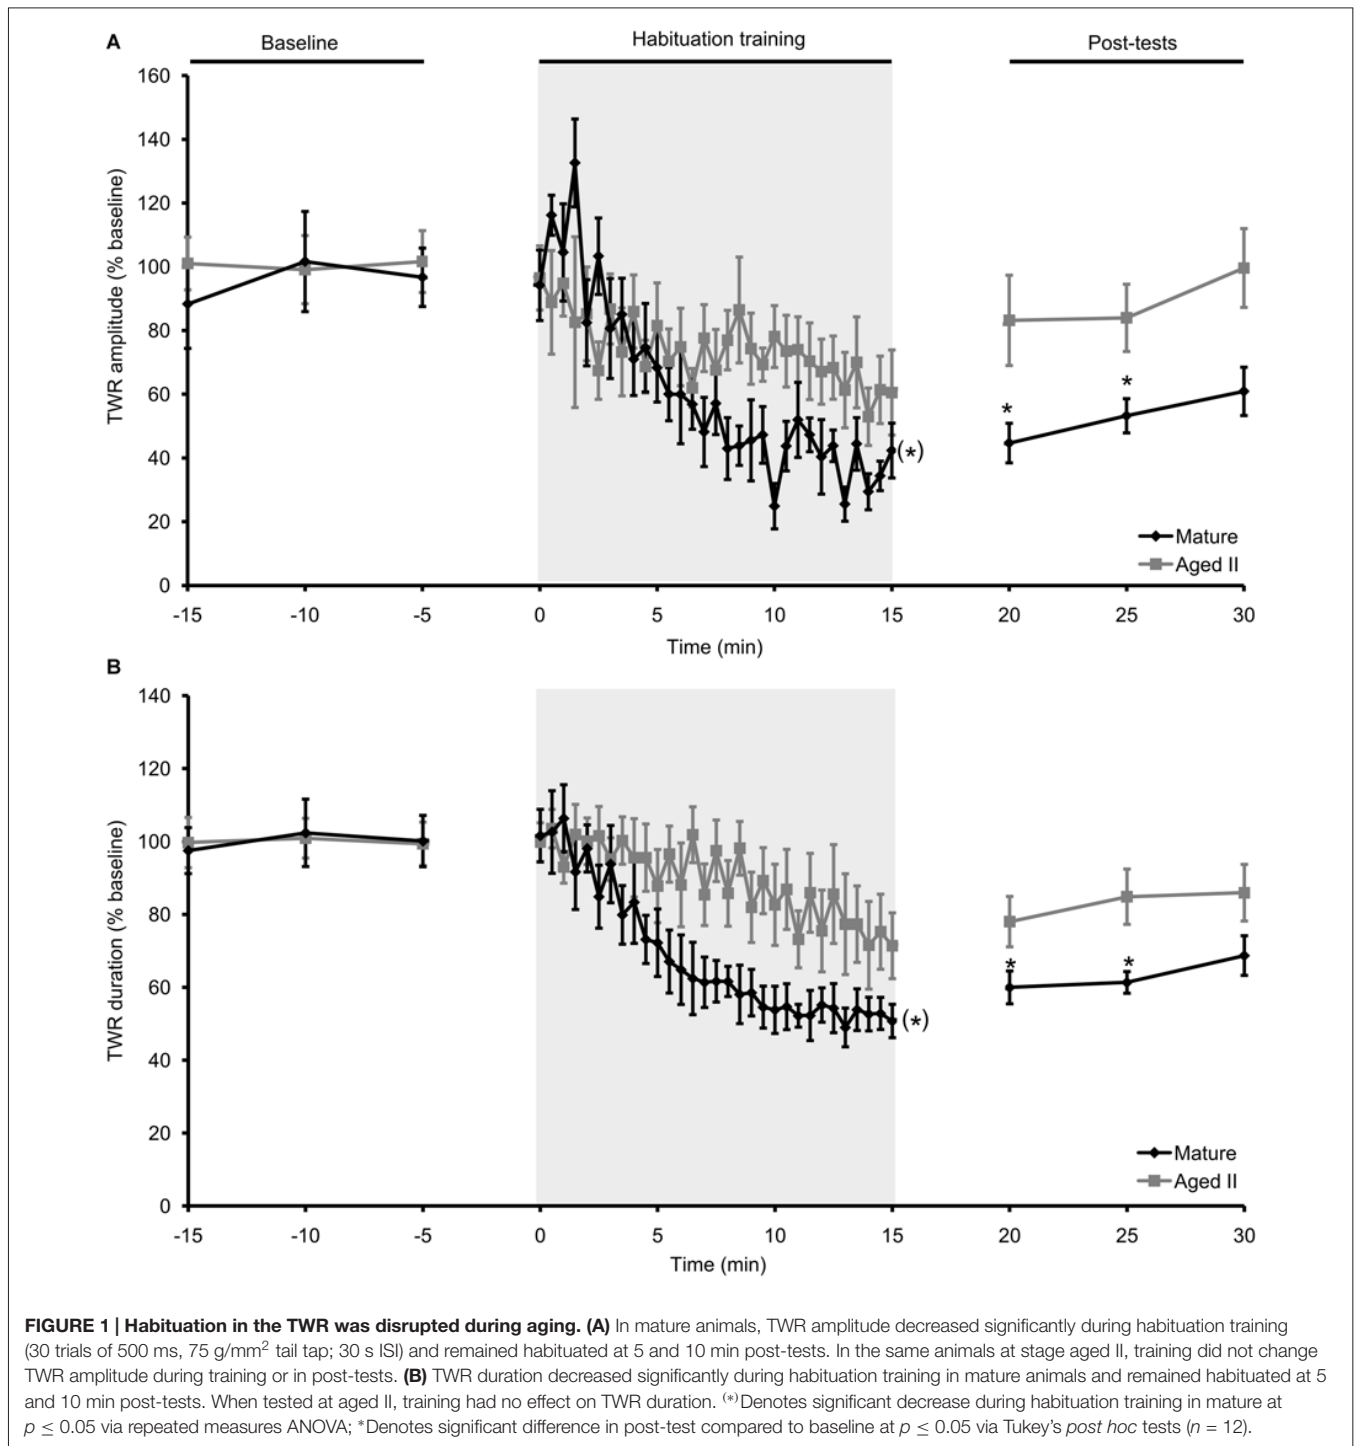 A
Baseline
Habituation training
Post-tests
160
140
120
100
80
60
40
20
0
TWR amplitude (% baseline)
*
*
(*)
Mature
Aged II
-15 -10 -5 0 5 10 15 20 25 30
Time (min)
B
140
120
100
80
60
40
20
0
TWR duration (% baseline)
*
*
(*)
Mature
Aged II
-15 -10 -5 0 5 10 15 20 25 30
Time (min)
FIGURE 1 | Habituation in the TWR was disrupted during aging. (A) In mature animals, TWR amplitude decreased significantly during habituation training
(30 trials of 500 ms, 75 g/mm² tail tap; 30 s ISI) and remained habituated at 5 and 10 min post-tests. In the same animals at stage aged II, training did not change
TWR amplitude during training or in post-tests. (B) TWR duration decreased significantly during habituation training in mature animals and remained habituated at 5
and 10 min post-tests. When tested at aged II, training had no effect on TWR duration. (*)Denotes significant decrease during habituation training in mature at
p ≤ 0.05 via repeated measures ANOVA; *Denotes significant difference in post-test compared to baseline at p ≤ 0.05 via Tukey's post hoc tests (n = 12).